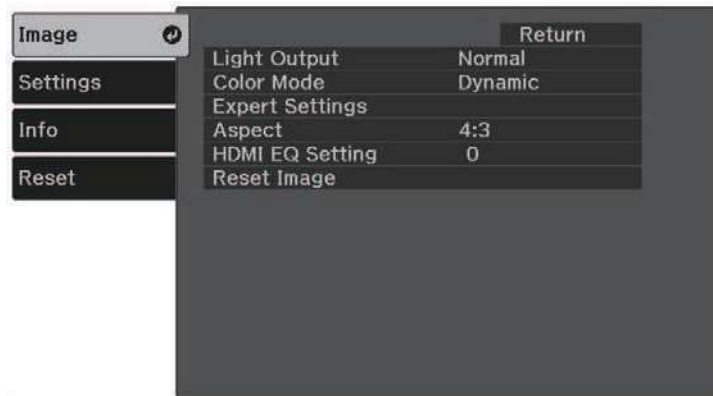 Image
Settings
Info
Reset
Return
Light Output Normal
Color Mode Dynamic
Expert Settings
Aspect 4:3
HDMI EQ Setting 0
Reset Image